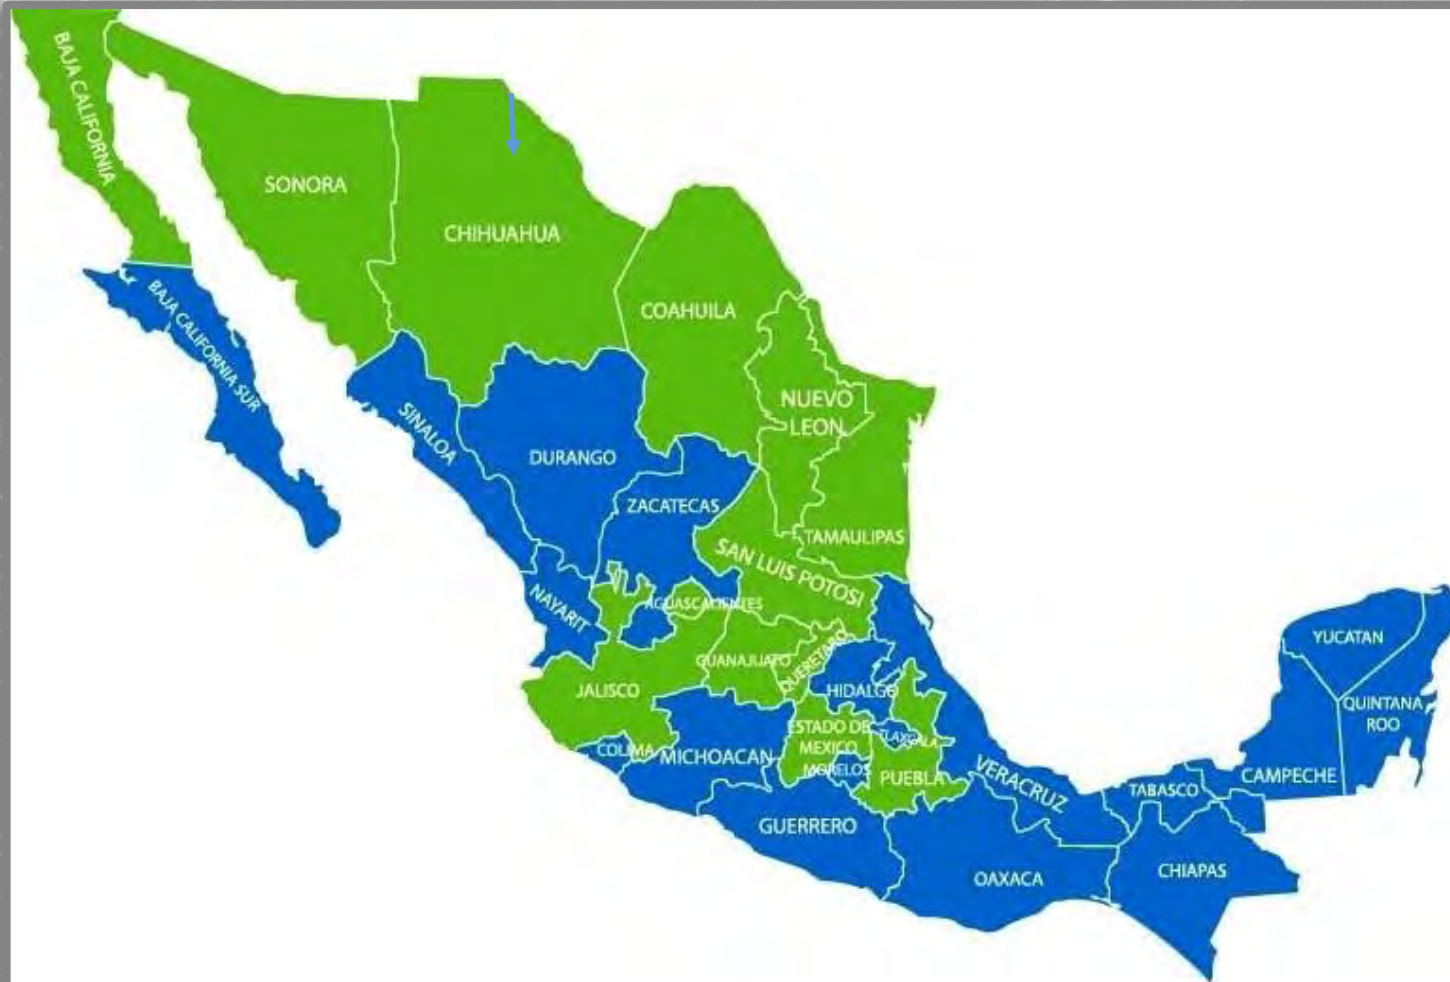 BAJA CALIFORNIA
SONORA
CHIHUAHUA
COAHUILA
BAJA CALIFORNIA SUR
NUEVO
LEON
SINALOA
DURANGO
ZACATECAS
TAMAULIPAS
SAN LUIS POTOSI
NAYARIT
AGUASCALIENTES
YUCATAN
GUANAJUATO
QUERETARO
JALISCO
HIDALGO
QUINTANA
ROO
ESTADO DE
MEXICO
TLAXCALA
COLIMA
MICHOACAN
MORELOS
PUEBLA
VERACRUZ
CAMPECHE
TABASCO
GUERRERO
OAXACA
CHIAPAS